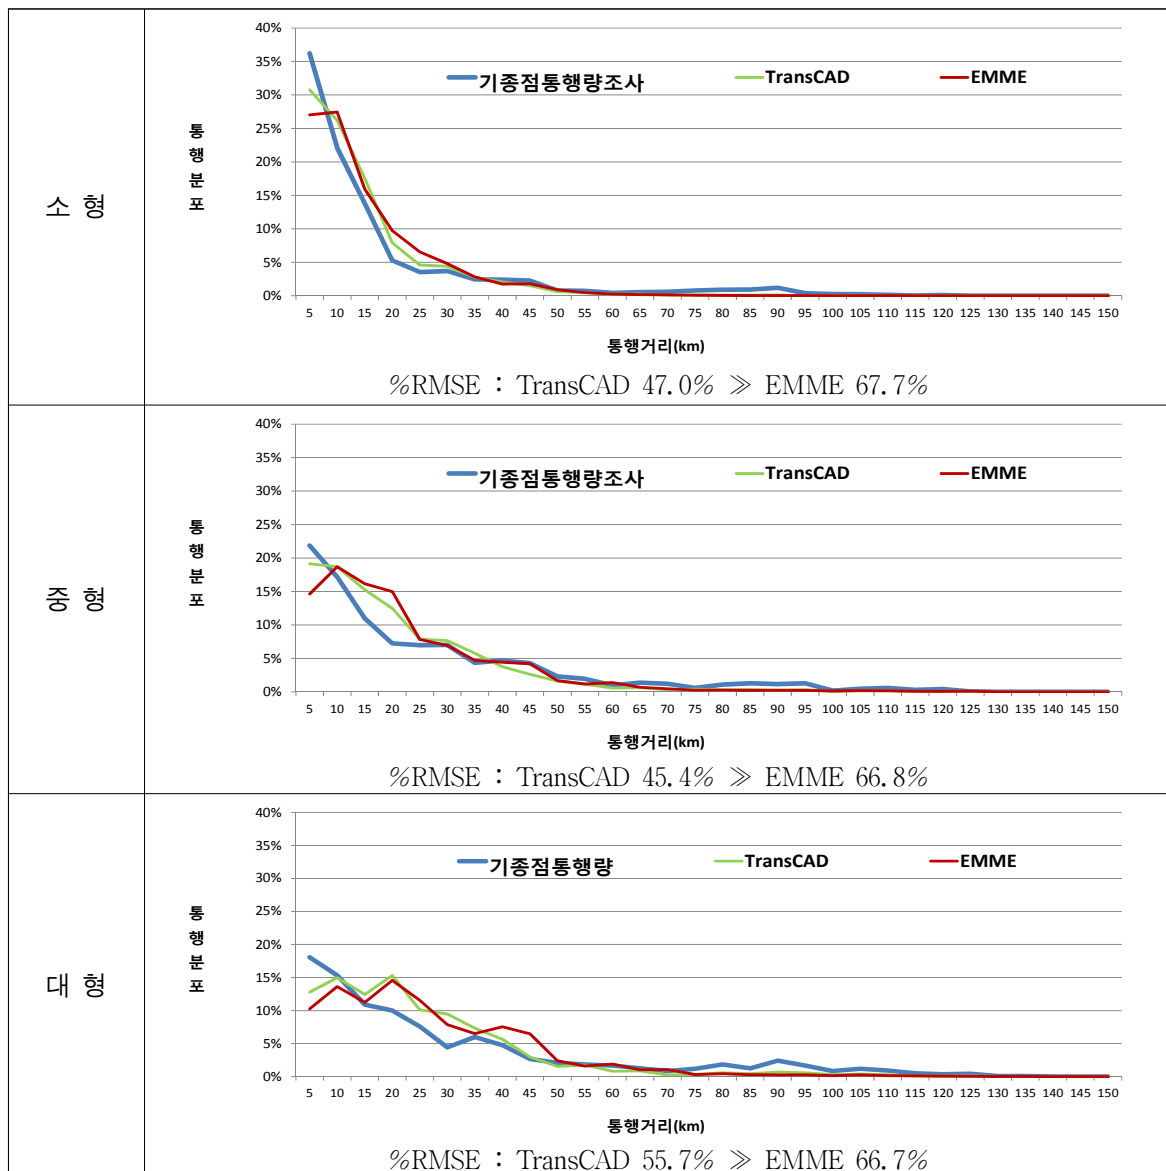 소 형
40%
35%
30%
25%
20%
15%
10%
5%
0%
통
행
분
포
기종점통행량조사 TransCAD EMME
5 10 15 20 25 30 35 40 45 50 55 60 65 70 75 80 85 90 95 100 105 110 115 120 125 130 135 140 145 150
통행거리(km)
%RMSE : TransCAD 47.0% ≫ EMME 67.7%
중 형
40%
35%
30%
25%
20%
15%
10%
5%
0%
통
행
분
포
기종점통행량조사 TransCAD EMME
5 10 15 20 25 30 35 40 45 50 55 60 65 70 75 80 85 90 95 100 105 110 115 120 125 130 135 140 145 150
통행거리(km)
%RMSE : TransCAD 45.4% ≫ EMME 66.8%
대 형
40%
35%
30%
25%
20%
15%
10%
5%
0%
통
행
분
포
기종점통행량 TransCAD EMME
5 10 15 20 25 30 35 40 45 50 55 60 65 70 75 80 85 90 95 100 105 110 115 120 125 130 135 140 145 150
통행거리(km)
%RMSE : TransCAD 55.7% ≫ EMME 66.7%